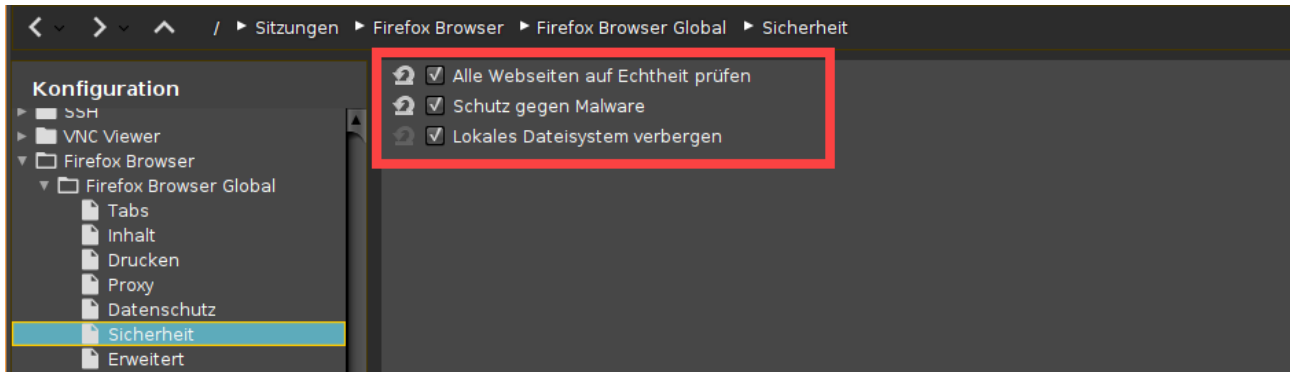 / Sitzungen Firefox Browser Firefox Browser Global Sicherheit
Konfiguration
SSH
VNC Viewer
Firefox Browser
Firefox Browser Global
Tabs
Inhalt
Drucken
Proxy
Datenschutz
Sicherheit
Erweitert
Alle Webseiten auf Echtheit prüfen
Schutz gegen Malware
Lokales Dateisystem verbergen